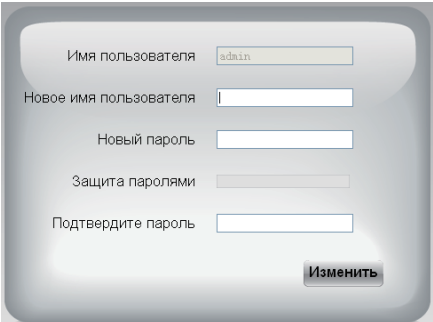 Имя пользователя admin
Новое имя пользователя
Новый пароль
Защита паролями
Подтвердите пароль
Изменить